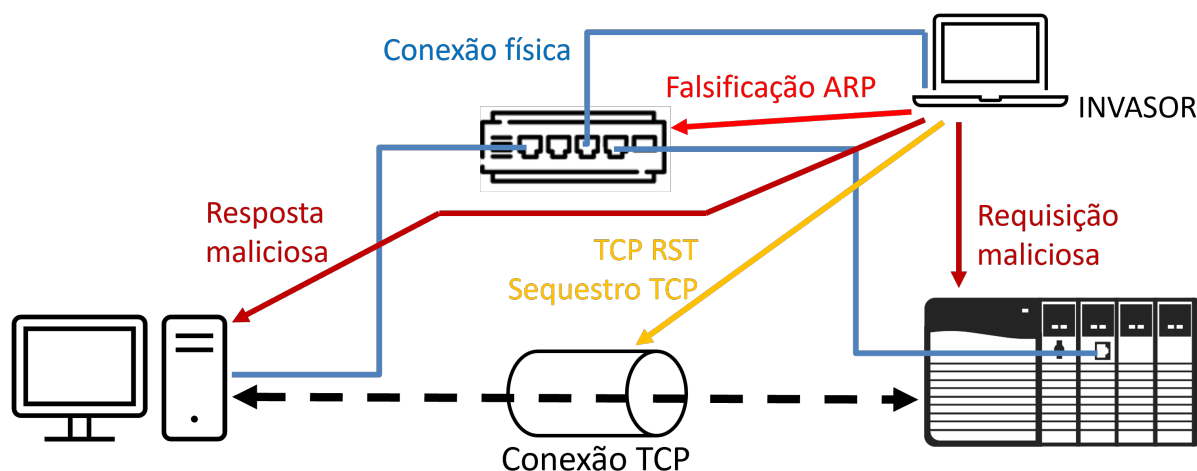 Conexão física
Falsificação ARP
INVASOR
Resposta
maliciosa
TCP RST
Sequestro TCP
Requisição
maliciosa
Conexão TCP